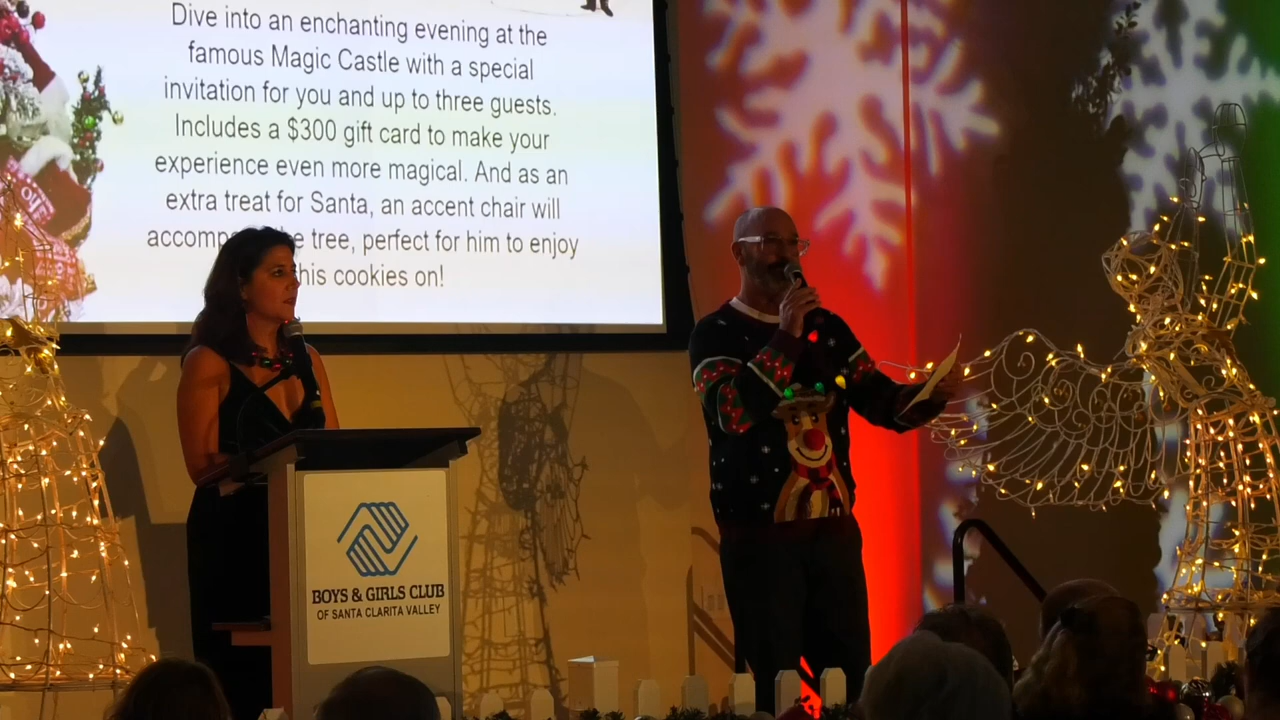 Dive into an enchanting evening at the
famous Magic Castle with a special
invitation for you and up to three guests.
Includes a $300 gift card to make your
experience even more magical. And as an
extra treat for Santa, an accent chair will
tree, perfect for him to enjoy
his cookies on!
BOYS & GIRLS CLUB
OF SANTA CLARITA VALLEY